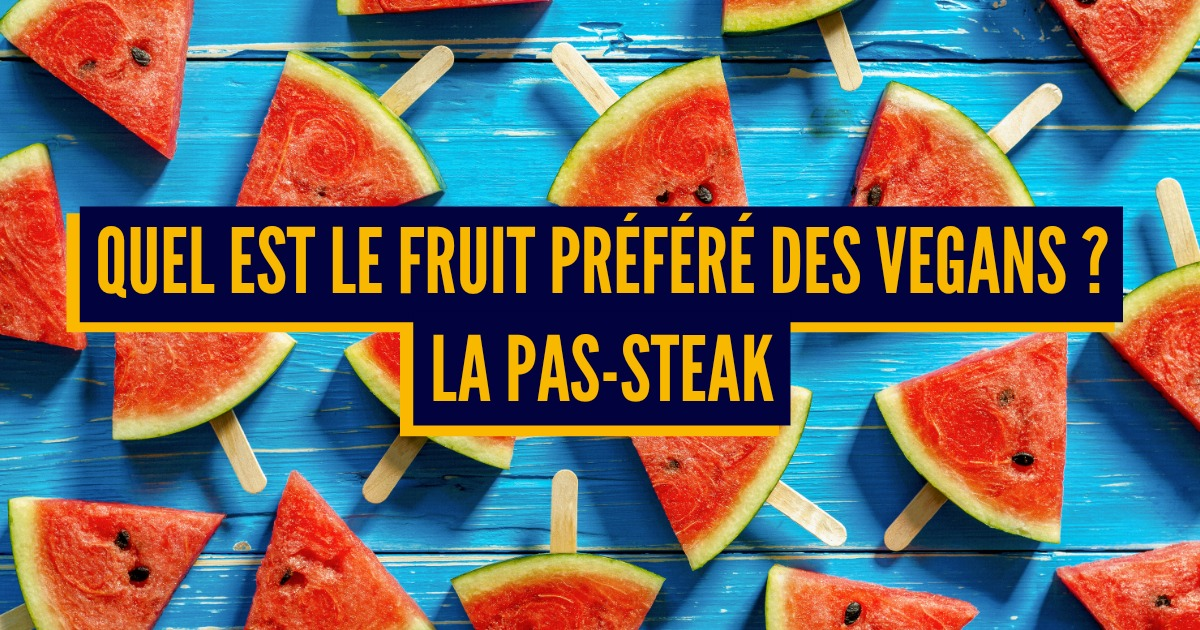 QUEL EST LE FRUIT PRÉFÉRÉ DES VEGANS ?
LA PAS-STEAK